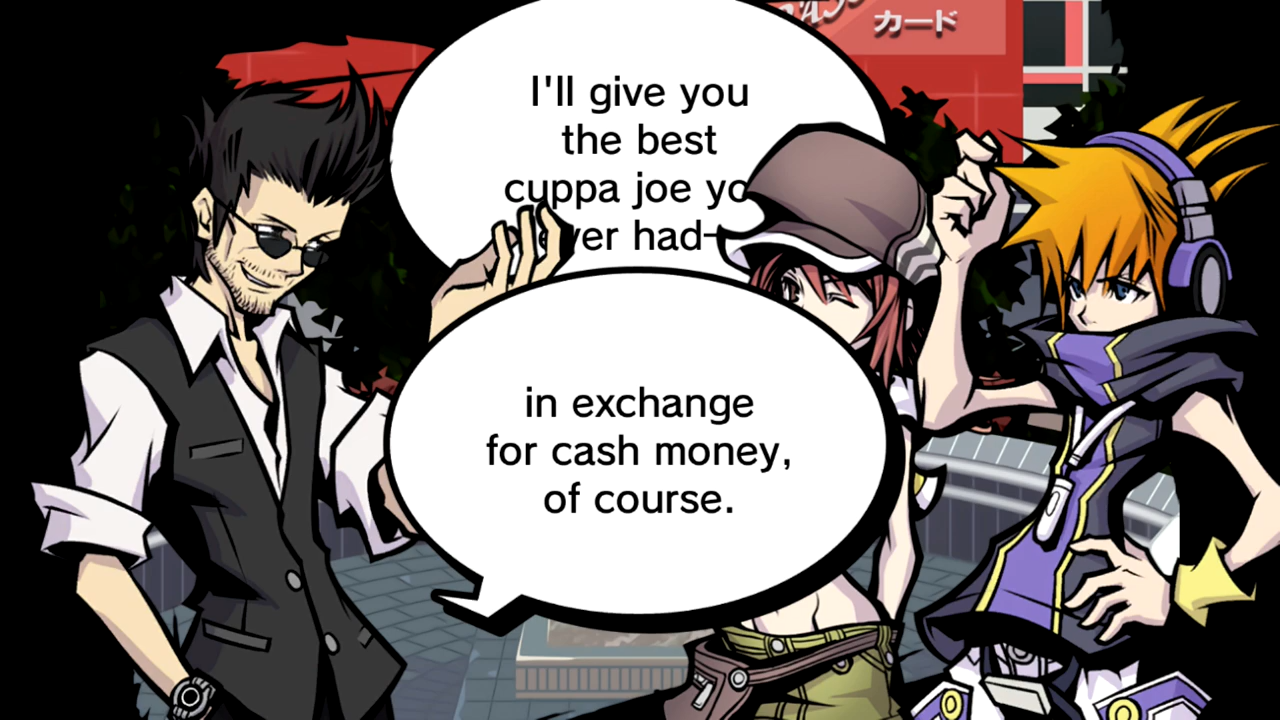 カード
I'll give you
the best
cuppa joe yo
ver had—
in exchange
for cash money,
of course.